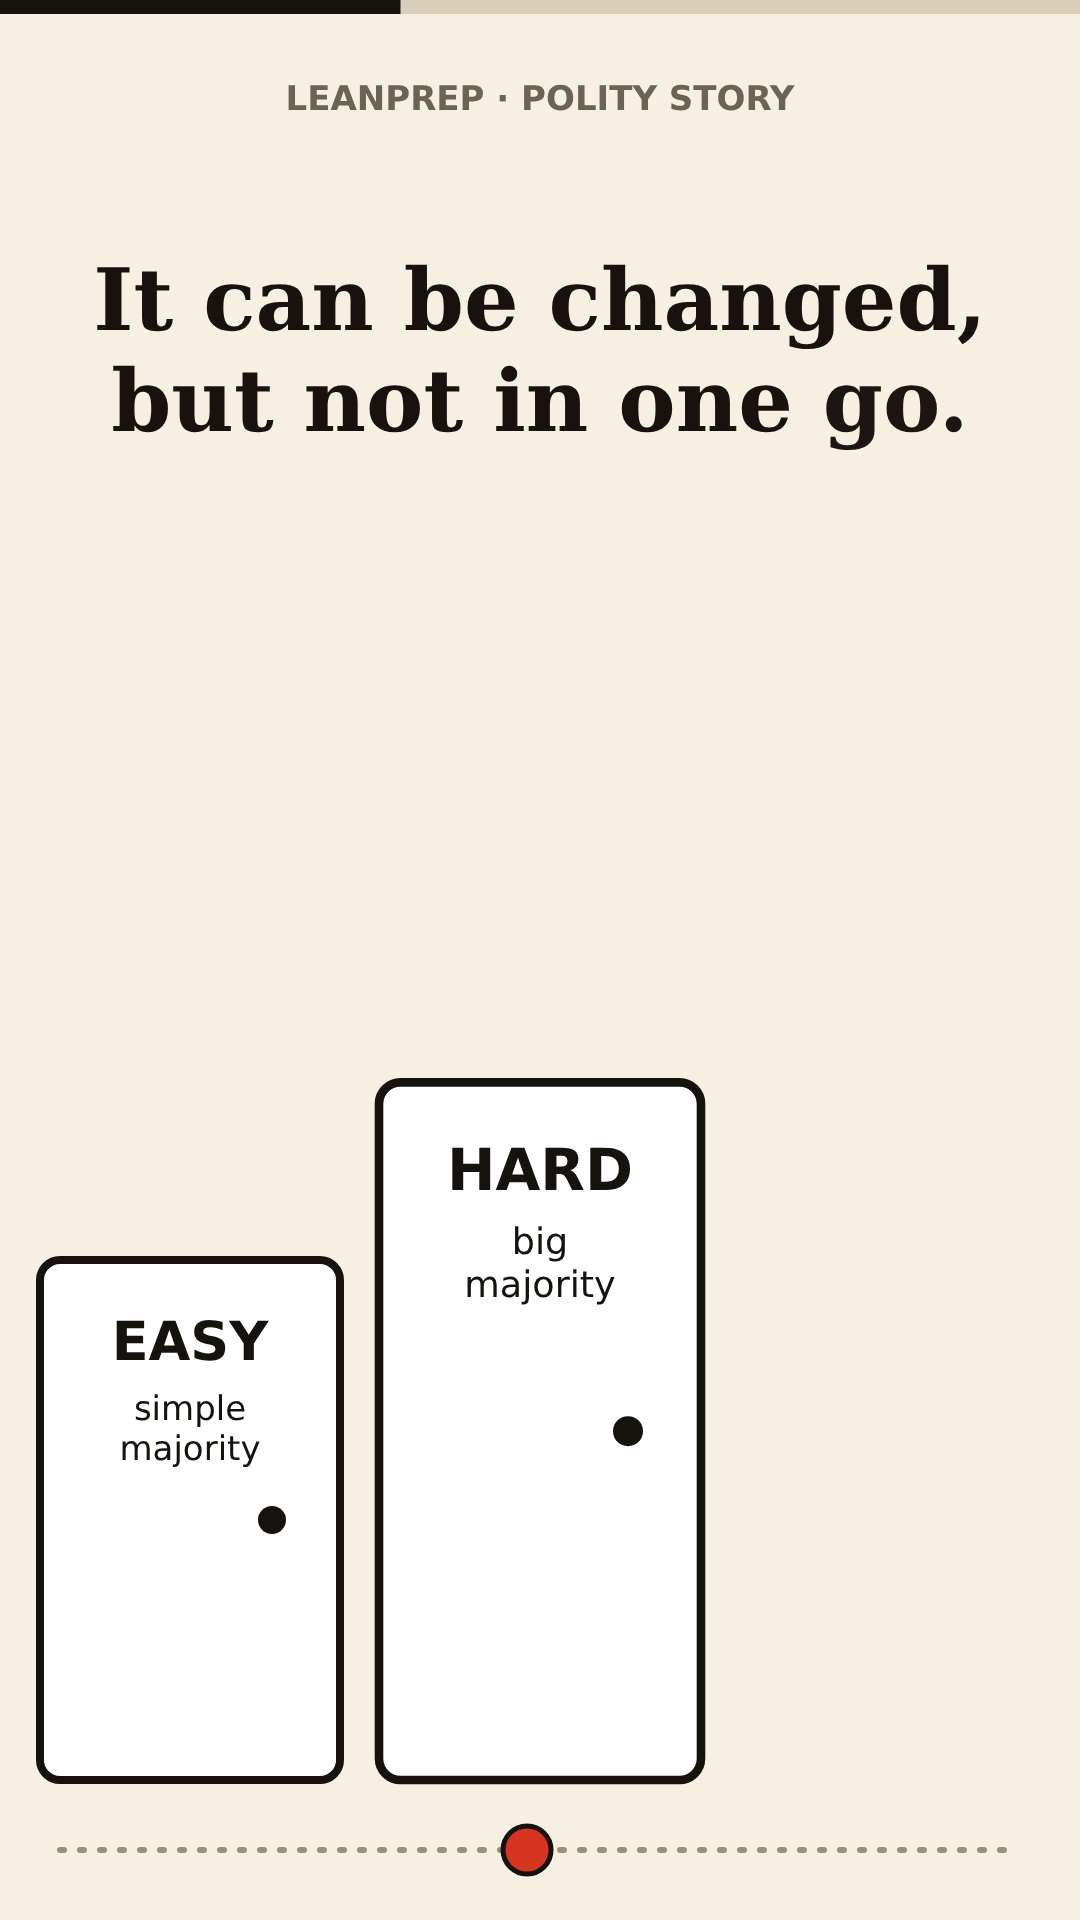 LEANPREP · POLITY STORY
It can be changed,
but not in one go.
EASY
simple
majority
HARD
big
majority